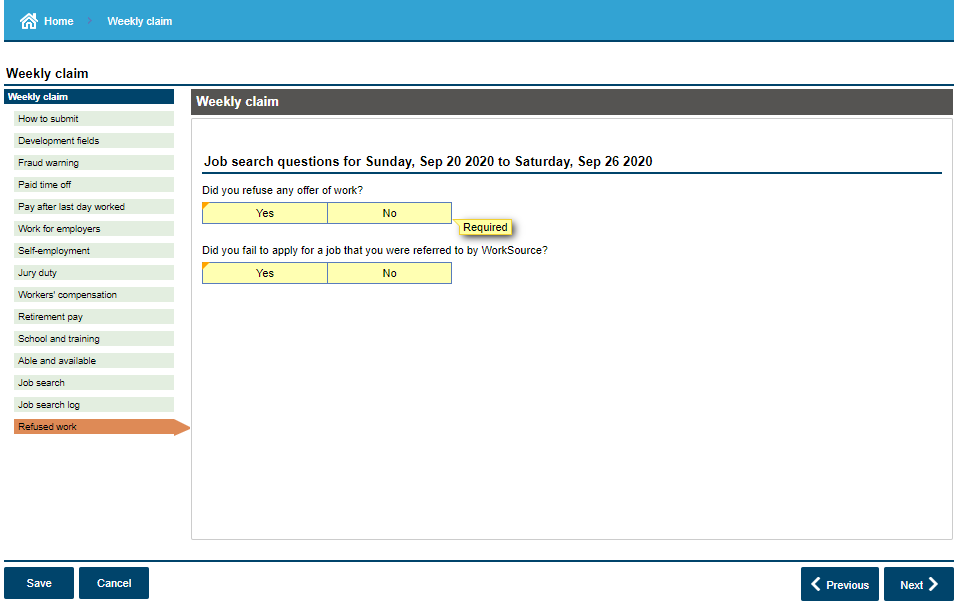 Home
Weekly claim
Weekly claim
Weekly claim
How to submit
Development fields
Fraud warning
Paid time off
Pay after last day worked
Work for employers
Self-employment
Jury duty
Workers' compensation
Retirement pay
School and training
Able and available
Job search
Job search log
Refused work
Weekly claim
Job search questions for Sunday, Sep 20 2020 to Saturday, Sep 26 2020
Did you refuse any offer of work?
Yes No
Required
Did you fail to apply for a job that you were referred to by WorkSource?
Yes No
Save Cancel Previous Next